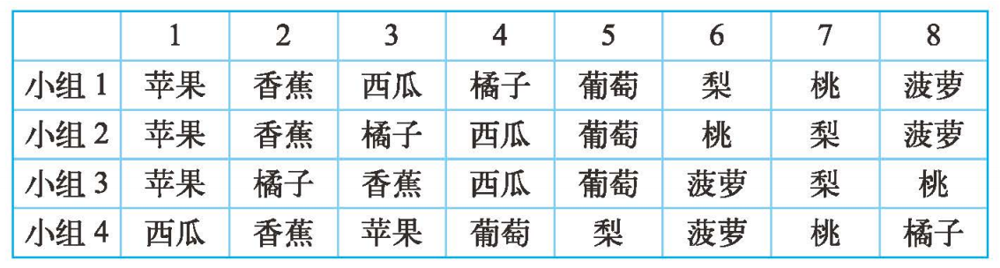 1 2 3 4 5 6 7 8
小组 1 苹果 香蕉 西瓜 橘子 葡萄 梨 桃 菠萝
小组 2 苹果 香蕉 橘子 西瓜 葡萄 桃 梨 菠萝
小组 3 苹果 橘子 香蕉 西瓜 葡萄 菠萝 梨 桃
小组 4 西瓜 香蕉 苹果 葡萄 梨 菠萝 桃 橘子